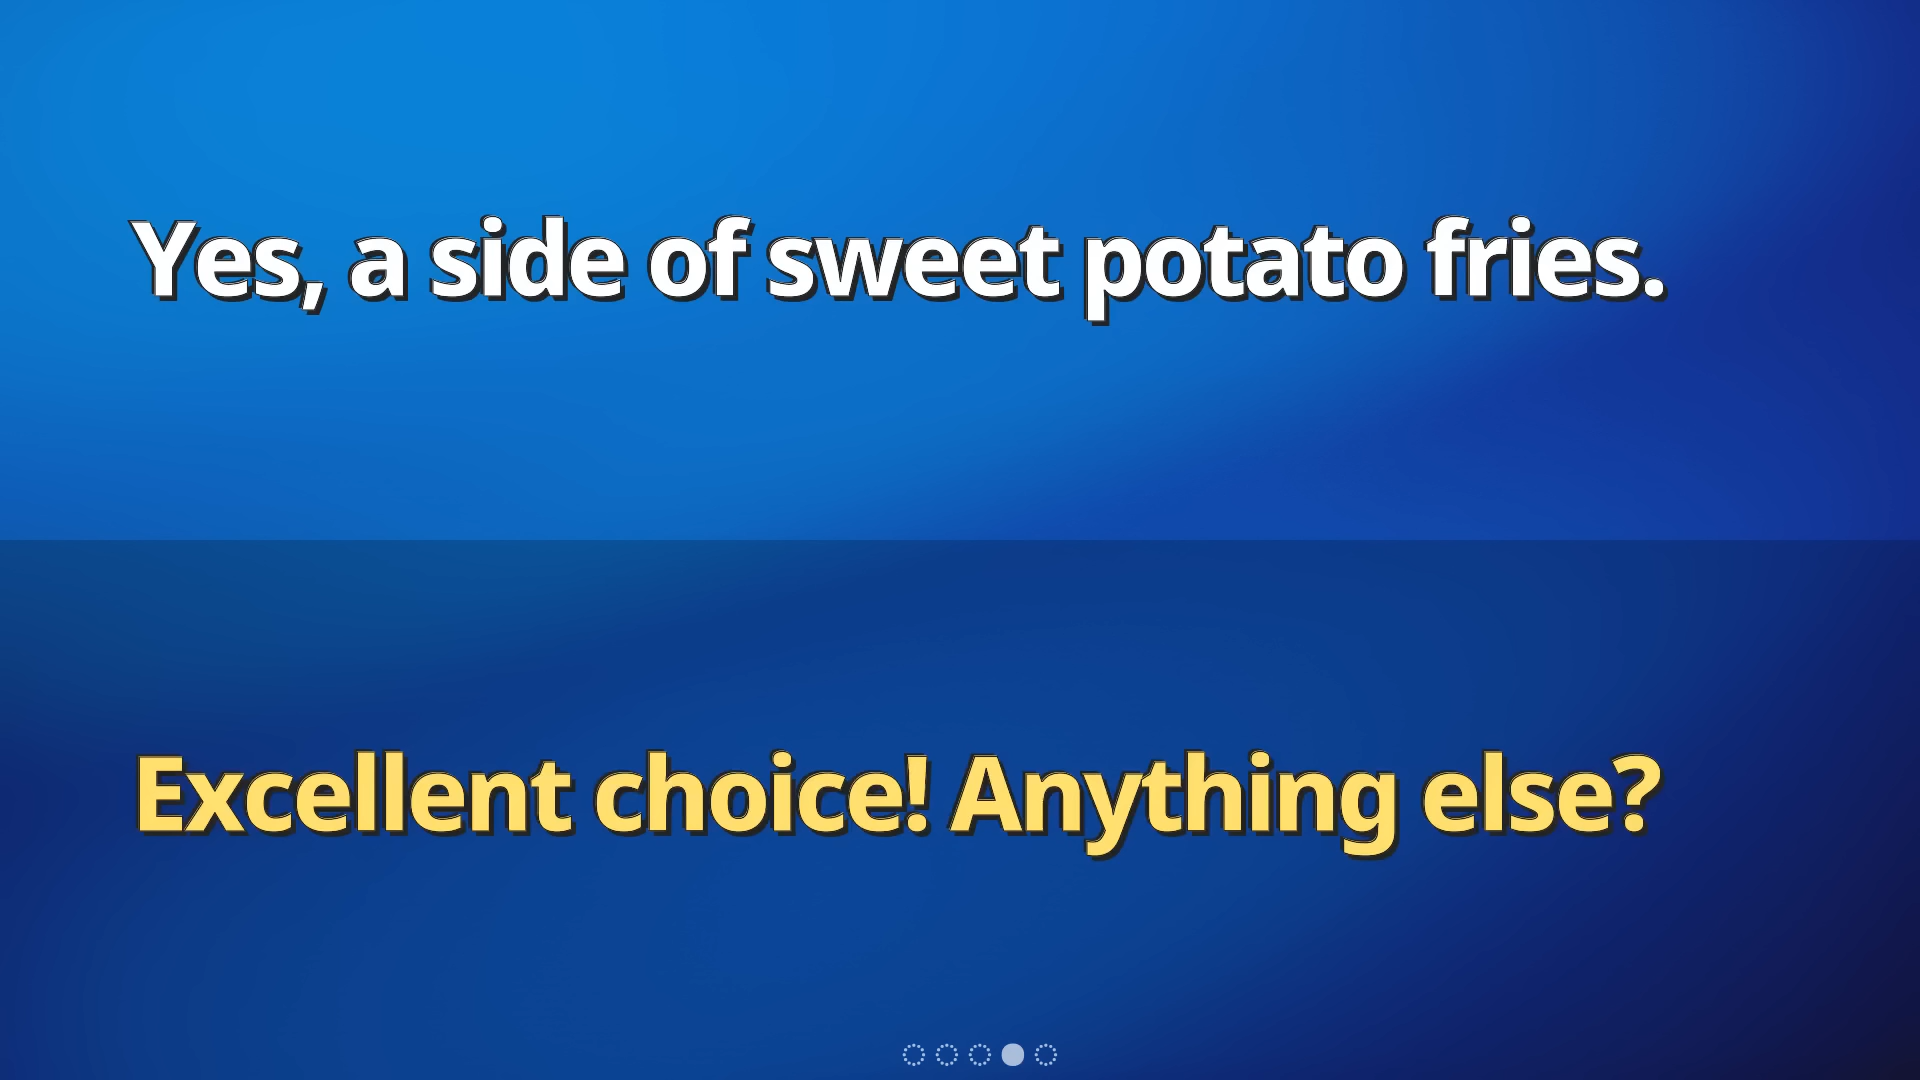 Yes, a side of sweet potato fries.
Excellent choice! Anything else?